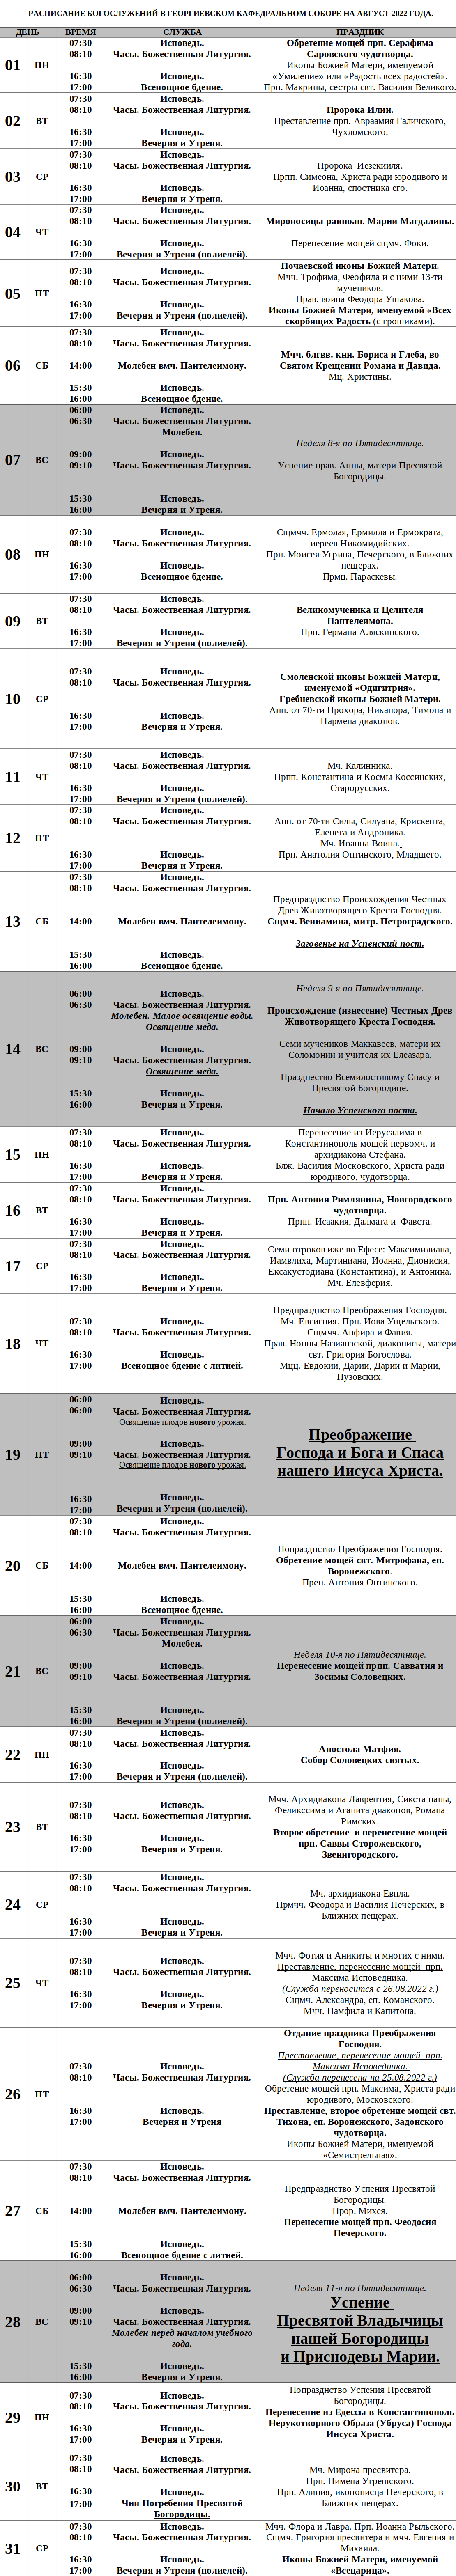 РАСПИСАНИЕ БОГОСЛУЖЕНИЙ В ГЕОРГИЕВСКОМ КАФЕДРАЛЬНОМ СОБОРЕ НА АВГУСТ 2022 ГОДА.
ДЕНЬ ВРЕМЯ СЛУЖБА ПРАЗДНИК
01 ПН
07:30 Исповедь.
08:10 Часы. Божественная Литургия.
16:30 Исповедь.
17:00 Всенощное бдение.
Обретение мощей прп. Серафима
Саровского чудотворца.
Иконы Божией Матери, именуемой
«Умиление» или «Радость всех радостей».
Прп. Макрины, сестры свт. Василия Великого.
02 ВТ
07:30 Исповедь.
08:10 Часы. Божественная Литургия.
16:30 Исповедь.
17:00 Вечерня и Утреня.
Пророка Илии.
Преставление прп. Авраамия Галичского,
Чухломского.
03 СР
07:30 Исповедь.
08:10 Часы. Божественная Литургия.
16:30 Исповедь.
17:00 Вечерня и Утреня.
Пророка Иезекииля.
Прпп. Симеона, Христа ради юродивого и
Иоанна, спостника его.
04 ЧТ
07:30 Исповедь.
08:10 Часы. Божественная Литургия.
16:30 Исповедь.
17:00 Вечерня и Утреня (полиелей).
Мироносицы равноап. Марии Магдалины.
Перенесение мощей сщмч. Фоки.
05 ПТ
07:30 Исповедь.
08:10 Часы. Божественная Литургия.
16:30 Исповедь.
17:00 Вечерня и Утреня (полиелей).
Почаевской иконы Божией Матери.
Мчч. Трофима, Феофила и с ними 13-ти
мучеников.
Прав. воина Феодора Ушакова.
Иконы Божией Матери, именуемой «Всех
скорбящих Радость (с грошиками).
06 СБ
07:30 Исповедь.
08:10 Часы. Божественная Литургия.
14:00 Молебен вмч. Пантелеимону.
15:30 Исповедь.
16:00 Всенощное бдение.
Мчч. блгвв. кнн. Бориса и Глеба, во
Святом Крещении Романа и Давида.
Мц. Христины.
07 ВС
06:00 Исповедь.
06:30 Часы. Божественная Литургия.
Молебен.
09:00 Исповедь.
09:10 Часы. Божественная Литургия.
15:30 Исповедь.
16:00 Вечерня и Утреня.
Неделя 8-я по Пятидесятнице.
Успение прав. Анны, матери Пресвятой
Богородицы.
08 ПН
07:30 Исповедь.
08:10 Часы. Божественная Литургия.
16:30 Исповедь.
17:00 Всенощное бдение.
Сщмчч. Ермолая, Ермилла и Ермократа,
иереев Никомидийских.
Прп. Моисея Угрина, Печерского, в Ближних
пещерах.
Прмц. Параскевы.
09 ВТ
07:30 Исповедь.
08:10 Часы. Божественная Литургия.
16:30 Исповедь.
17:00 Вечерня и Утреня (полиелей).
Великомученика и Целителя
Пантелеимона.
Прп. Германа Аляскинского.
10 СР
07:30 Исповедь.
08:10 Часы. Божественная Литургия.
16:30 Исповедь.
17:00 Вечерня и Утреня.
Смоленской иконы Божией Матери,
именуемой «Одигитрия».
Гребневской иконы Божией Матери.
Апп. от 70-ти Прохора, Никанора, Тимона и
Пармена диаконов.
11 ЧТ
07:30 Исповедь.
08:10 Часы. Божественная Литургия.
16:30 Исповедь.
17:00 Вечерня и Утреня (полиелей).
Мч. Калинника.
Прпп. Константина и Космы Коссинских,
Старорусских.
12 ПТ
07:30 Исповедь.
08:10 Часы. Божественная Литургия.
16:30 Исповедь.
17:00 Вечерня и Утреня.
Апп. от 70-ти Силы, Силуана, Крискента,
Еленета и Андроника.
Мч. Иоанна Воина.
Прп. Анатолия Оптинского, Младшего.
13 СБ
07:30 Исповедь.
08:10 Часы. Божественная Литургия.
14:00 Молебен вмч. Пантелеимону.
15:30 Исповедь.
16:00 Всенощное бдение.
Предпразднство Происхождения Честных
Древ Животворящего Креста Господня.
Сщмч. Вениамина, митр. Петроградского.
Заговенье на Успенский пост.
14 ВС
06:00 Исповедь.
06:30 Часы. Божественная Литургия.
Молебен. Малое освящение воды.
Освящение меда.
09:00 Исповедь.
09:10 Часы. Божественная Литургия.
Освящение меда.
15:30 Исповедь.
16:00 Вечерня и Утреня.
Неделя 9-я по Пятидесятнице.
Происхождение (изнесение) Честных Древ
Животворящего Креста Господня.
Семи мучеников Маккавеев, матери их
Соломонии и учителя их Елеазара.
Празднество Всемилостивому Спасу и
Пресвятой Богородице.
Начало Успенского поста.
15 ПН
07:30 Исповедь.
08:10 Часы. Божественная Литургия.
16:30 Исповедь.
17:00 Вечерня и Утреня.
Перенесение из Иерусалима в
Константинополь мощей первомч. и
архидиакона Стефана.
Блж. Василия Московского, Христа ради
юродивого, чудотворца.
16 ВТ
07:30 Исповедь.
08:10 Часы. Божественная Литургия.
16:30 Исповедь.
17:00 Вечерня и Утреня.
Прп. Антония Римлянина, Новгородского
чудотворца.
Прпп. Исаакия, Далмата и Фавста.
17 СР
07:30 Исповедь.
08:10 Часы. Божественная Литургия.
16:30 Исповедь.
17:00 Вечерня и Утреня.
Семи отроков иже во Ефесе: Максимилиана,
Иамвлиха, Мартиниана, Иоанна, Дионисия,
Ексакустодиана (Константина), и Антонина.
Мч. Елевферия.
18 ЧТ
07:30 Исповедь.
08:10 Часы. Божественная Литургия.
16:30 Исповедь.
17:00 Всенощное бдение с литией.
Предпразднство Преображения Господня.
Мч. Евсигния. Прп. Иова Ущельского.
Сщмчч. Анфира и Фавия.
Прав. Нонны Назианзской, диаконисы, матери
свт. Григория Богослова.
Мцц. Евдокии, Дарии, Дарии и Марии,
Пузовских.
19 ПТ
06:00 Исповедь.
06:00 Часы. Божественная Литургия.
Освящение плодов нового урожая.
09:00 Исповедь.
09:10 Часы. Божественная Литургия.
Освящение плодов нового урожая.
16:30 Исповедь.
17:00 Вечерня и Утреня (полиелей).
Преображение
Господа и Бога и Спаса
нашего Иисуса Христа.
20 СБ
07:30 Исповедь.
08:10 Часы. Божественная Литургия.
14:00 Молебен вмч. Пантелеимону.
15:30 Исповедь.
16:00 Всенощное бдение.
Попразднство Преображения Господня.
Обретение мощей свт. Митрофана, еп.
Воронежского.
Преп. Антония Оптинского.
21 ВС
06:00 Исповедь.
06:30 Часы. Божественная Литургия.
Молебен.
09:00 Исповедь.
09:10 Часы. Божественная Литургия.
15:30 Исповедь.
16:00 Вечерня и Утреня (полиелей).
Неделя 10-я по Пятидесятнице.
Перенесение мощей прпп. Савватия и
Зосимы Соловецких.
22 ПН
07:30 Исповедь.
08:10 Часы. Божественная Литургия.
16:30 Исповедь.
17:00 Вечерня и Утреня (полиелей).
Апостола Матфия.
Собор Соловецких святых.
23 ВТ
07:30 Исповедь.
08:10 Часы. Божественная Литургия.
16:30 Исповедь.
17:00 Вечерня и Утреня.
Мчч. Архидиакона Лаврентия, Сикста папы,
Феликссима и Агапита диаконов, Романа
Римских.
Второе обретение и перенесение мощей
прп. Саввы Сторожевского,
Звенигородского.
24 СР
07:30 Исповедь.
08:10 Часы. Божественная Литургия.
16:30 Исповедь.
17:00 Вечерня и Утреня.
Мч. архидиакона Евпла.
Прмчч. Феодора и Василия Печерских, в
Ближних пещерах.
25 ЧТ
07:30 Исповедь.
08:10 Часы. Божественная Литургия.
16:30 Исповедь.
17:00 Вечерня и Утреня.
Мчч. Фотия и Аникиты и многих с ними.
Преставление, перенесение мощей прп.
Максима Исповедника.
(Служба переносится с 26.08.2022 г.)
Сщмч. Александра, еп. Команского.
Мчч. Памфила и Капитона.
26 ПТ
07:30 Исповедь.
08:10 Часы. Божественная Литургия.
16:30 Исповедь.
17:00 Вечерня и Утреня
Отдание праздника Преображения
Господня.
Преставление, перенесение мощей прп.
Максима Исповедника.
(Служба перенесена на 25.08.2022 г.)
Обретение мощей прп. Максима, Христа ради
юродивого, Московского.
Преставление, второе обретение мощей свт.
Тихона, еп. Воронежского, Задонского
чудотворца.
Иконы Божией Матери, именуемой
«Семистрельная».
27 СБ
07:30 Исповедь.
08:10 Часы. Божественная Литургия.
14:00 Молебен вмч. Пантелеимону.
15:30 Исповедь.
16:00 Всенощное бдение с литией.
Предпразднство Успения Пресвятой
Богородицы.
Прор. Михея.
Перенесение мощей прп. Феодосия
Печерского.
28 ВС
06:00 Исповедь.
06:30 Часы. Божественная Литургия.
09:00 Исповедь.
09:10 Часы. Божественная Литургия.
Молебен перед началом учебного
года.
15:30 Исповедь.
16:00 Вечерня и Утреня.
Неделя 11-я по Пятидесятнице.
Успение
Пресвятой Владычицы
нашей Богородицы
и Приснодевы Марии.
29 ПН
07:30 Исповедь.
08:10 Часы. Божественная Литургия.
16:30 Исповедь.
17:00 Вечерня и Утреня.
Попразднство Успения Пресвятой
Богородицы.
Перенесение из Едессы в Константинополь
Нерукотворного Образа (Убруса) Господа
Иисуса Христа.
30 ВТ
07:30 Исповедь.
08:10 Часы. Божественная Литургия.
16:30 Исповедь.
17:00 Чин Погребения Пресвятой
Богородицы.
Мч. Мирона пресвитера.
Прп. Пимена Угрешского.
Прп. Алипия, иконописца Печерского, в
Ближних пещерах.
31 СР
07:30 Исповедь.
08:10 Часы. Божественная Литургия.
16:30 Исповедь.
17:00 Вечерня и Утреня (полиелей).
Мчч. Флора и Лавра. Прп. Иоанна Рыльского.
Сщмч. Григория пресвитера и мчч. Евгения и
Михаила.
Иконы Божией Матери, именуемой
«Всецарица».